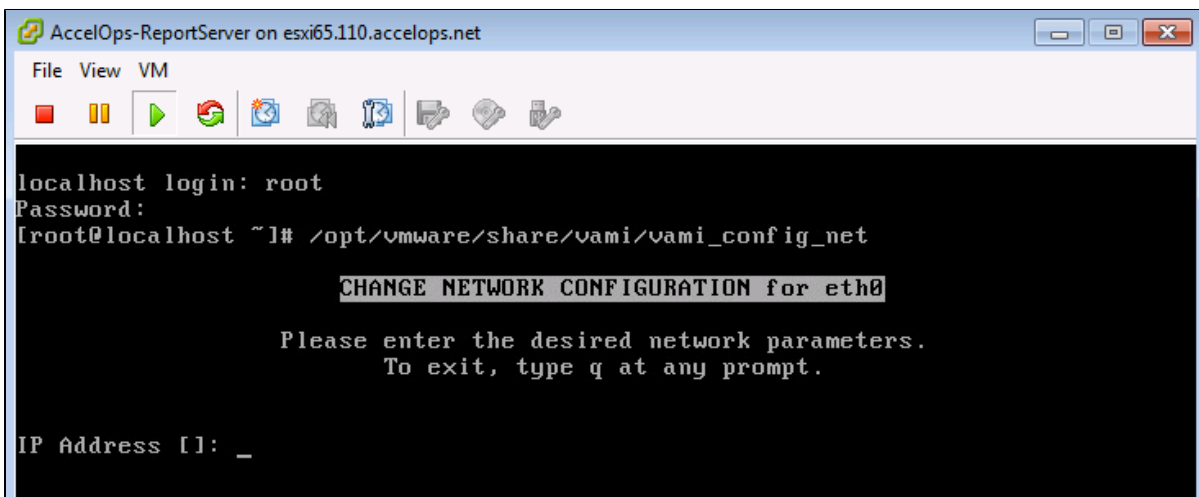 AccelOps-ReportServer on esxi65.110.accelops.net
File View VM
localhost login: root
Password:
[root@localhost ~]# /opt/vmware/share/vami/vami_config_net
CHANGE NETWORK CONFIGURATION for eth0
Please enter the desired network parameters.
To exit, type q at any prompt.
IP Address []: _